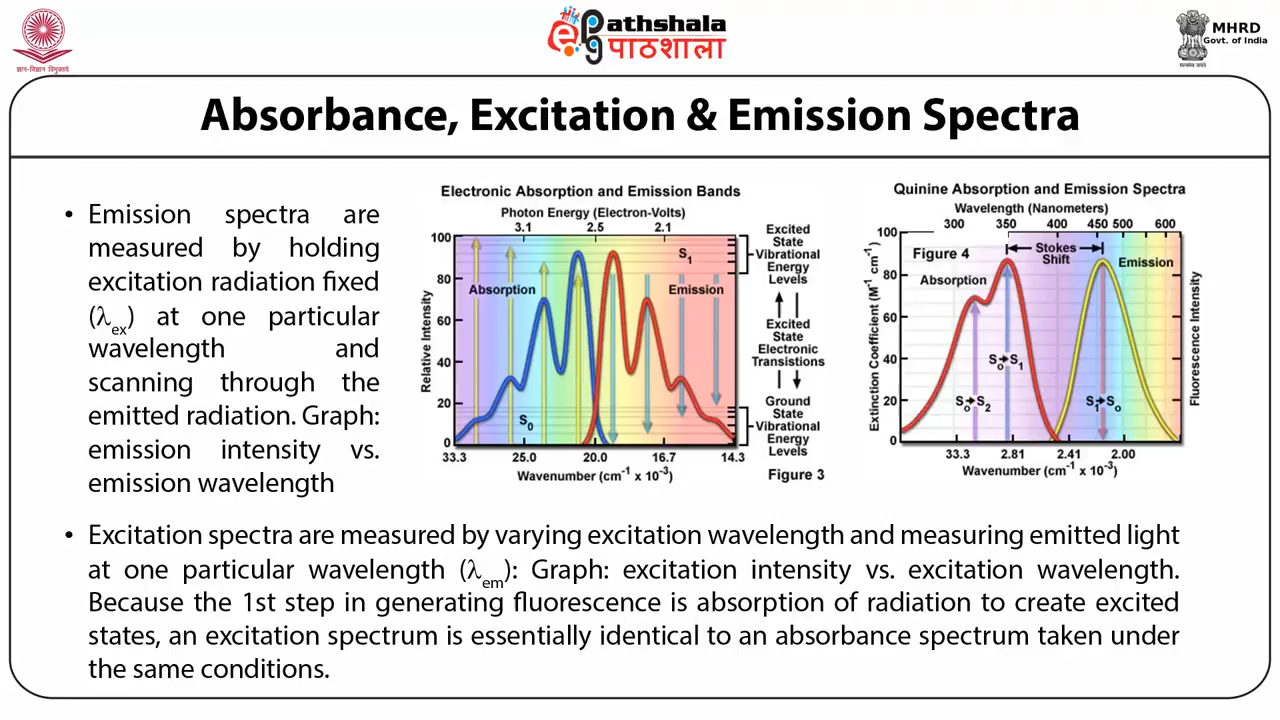 ज्ञान-विज्ञान विमुक्तये
ePathshala
पाठशाला
MHRD
Govt. of India
सत्यमेव जयते
Absorbance, Excitation & Emission Spectra
• Emission spectra are
measured by holding
excitation radiation fixed
(λex) at one particular
wavelength and
scanning through the
emitted radiation. Graph:
emission intensity vs.
emission wavelength
Electronic Absorption and Emission Bands
Photon Energy (Electron-Volts)
3.1 2.5 2.1
100
80
60
40
20
0
Relative Intensity
Absorption
Emission
S1
S0
33.3 25.0 20.0 16.7 14.3
Wavenumber (cm-1 x 10-3)
Excited
State
Vibrational
Energy
Levels
Excited
State
Electronic
Transistions
Ground
State
Vibrational
Energy
Levels
Figure 3
Quinine Absorption and Emission Spectra
Wavelength (Nanometers)
300 350 400 450 500 600
100
80
60
40
20
0
Extinction Coefficient (M-1 cm-1)
Figure 4
Stokes
Shift
Absorption
Emission
So→S1
So→S2
S1→So
Fluorescence Intensity
33.3 2.81 2.41 2.00
Wavenumber (cm-1 x 10-3)
• Excitation spectra are measured by varying excitation wavelength and measuring emitted light
at one particular wavelength (λem): Graph: excitation intensity vs. excitation wavelength.
Because the 1st step in generating fluorescence is absorption of radiation to create excited
states, an excitation spectrum is essentially identical to an absorbance spectrum taken under
the same conditions.